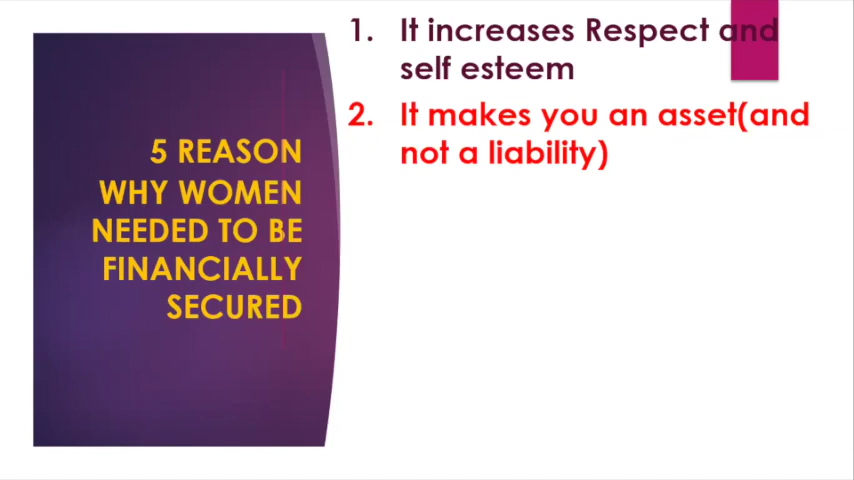 5 REASON
WHY WOMEN
NEEDED TO BE
FINANCIALLY
SECURED
1. It increases Respect and
self esteem
2. It makes you an asset(and
not a liability)